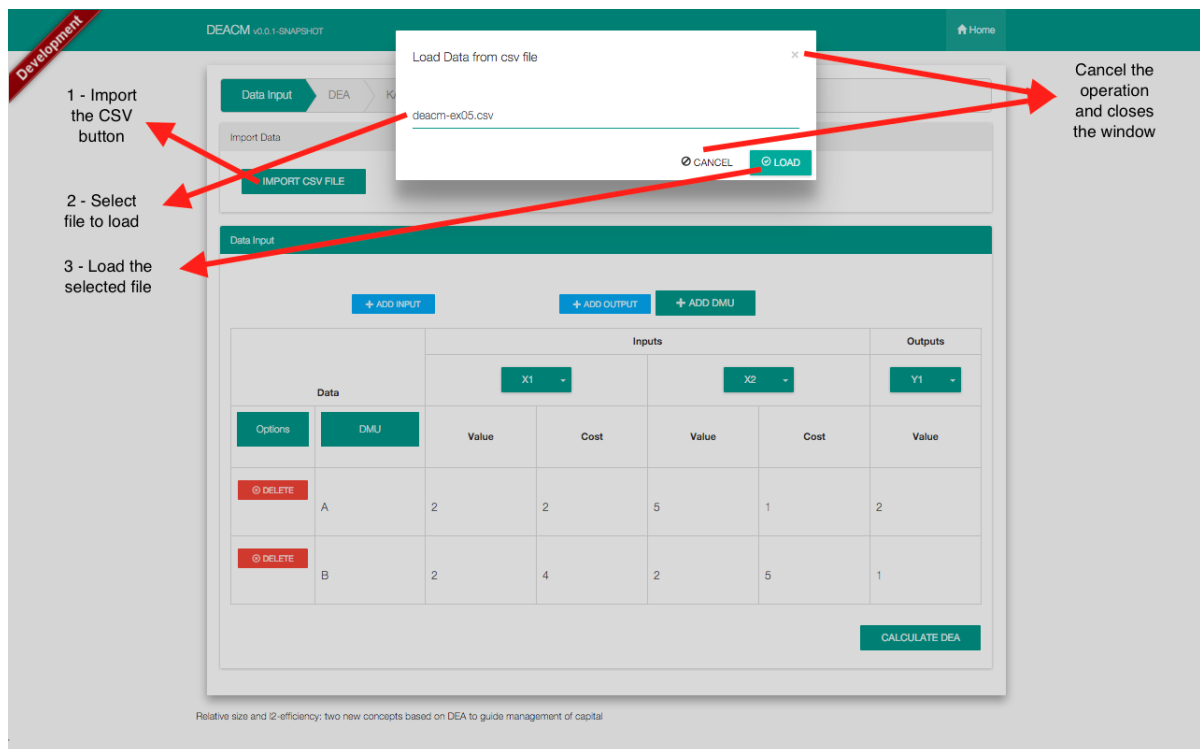 Development
DEACM v0.0.1-SNAPSHOT
Home
Load Data from csv file
×
deacm-ex05.csv
CANCEL
LOAD
Cancel the
operation
and closes
the window
1 - Import
the CSV
button
2 - Select
file to load
3 - Load the
selected file
Data Input
DEA
Import Data
IMPORT CSV FILE
Data Input
+ ADD INPUT
+ ADD OUTPUT
+ ADD DMU
Inputs
Outputs
Data
X1
X2
Y1
Options
DMU
Value
Cost
Value
Cost
Value
DELETE
A
2
2
5
1
2
DELETE
B
2
4
2
5
1
CALCULATE DEA
Relative size and I2-efficiency: two new concepts based on DEA to guide management of capital